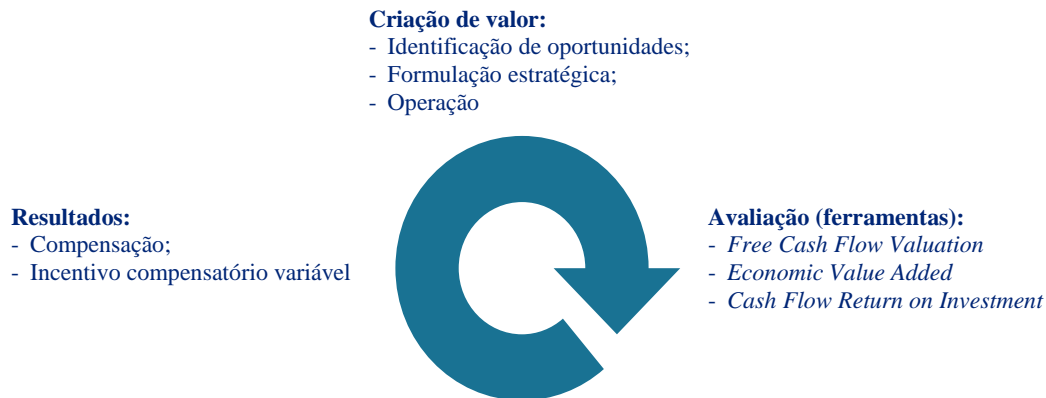 Criação de valor:
- Identificação de oportunidades;
- Formulação estratégica;
- Operação
Resultados:
- Compensação;
- Incentivo compensatório variável
Avaliação (ferramentas):
- Free Cash Flow Valuation
- Economic Value Added
- Cash Flow Return on Investment